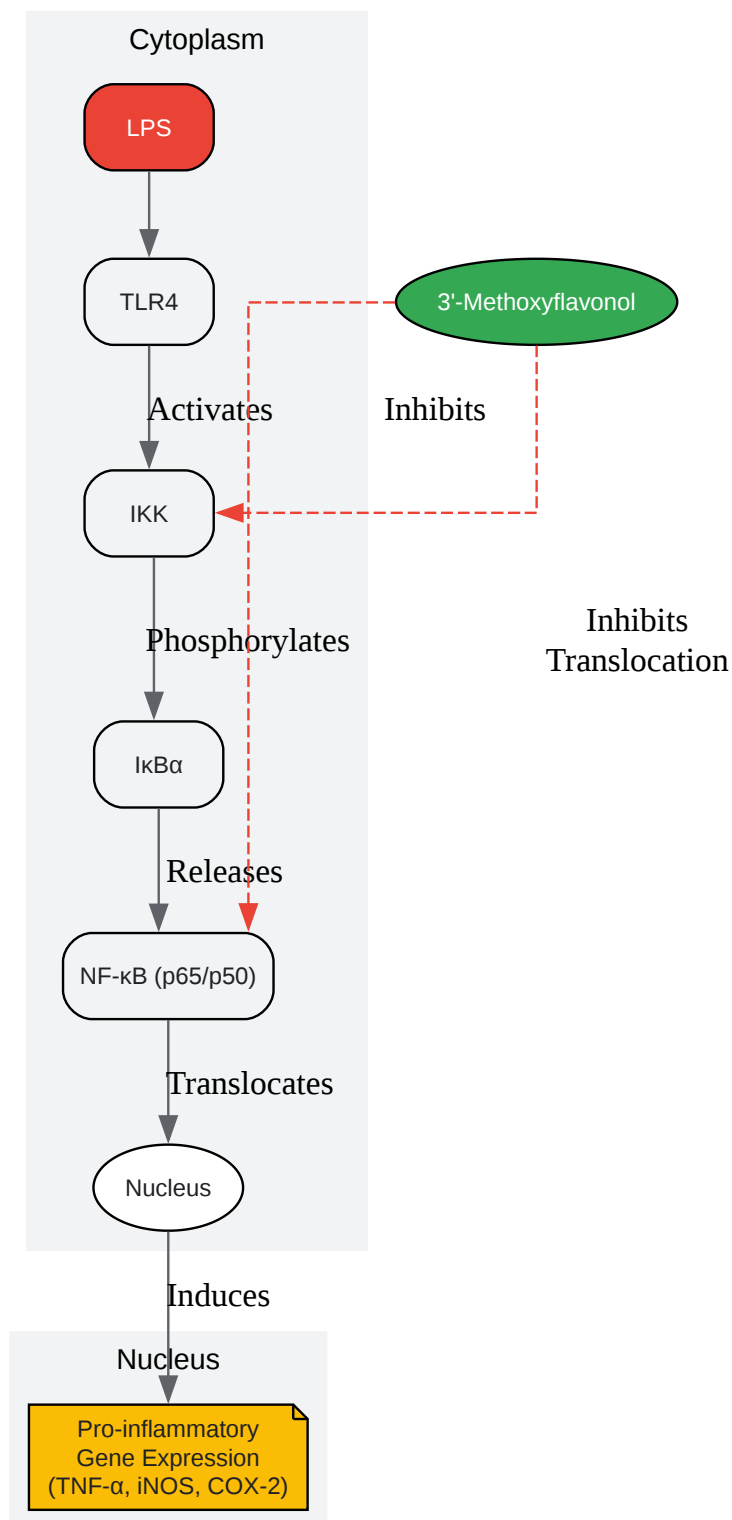 Cytoplasm
LPS
TLR4
3'-Methoxyflavonol
Activates
Inhibits
IKK
Phosphorylates
Inhibits
Translocation
IκBα
Releases
NF-κB (p65/p50)
Translocates
Nucleus
Induces
Nucleus
Pro-inflammatory
Gene Expression
(TNF-α, iNOS, COX-2)